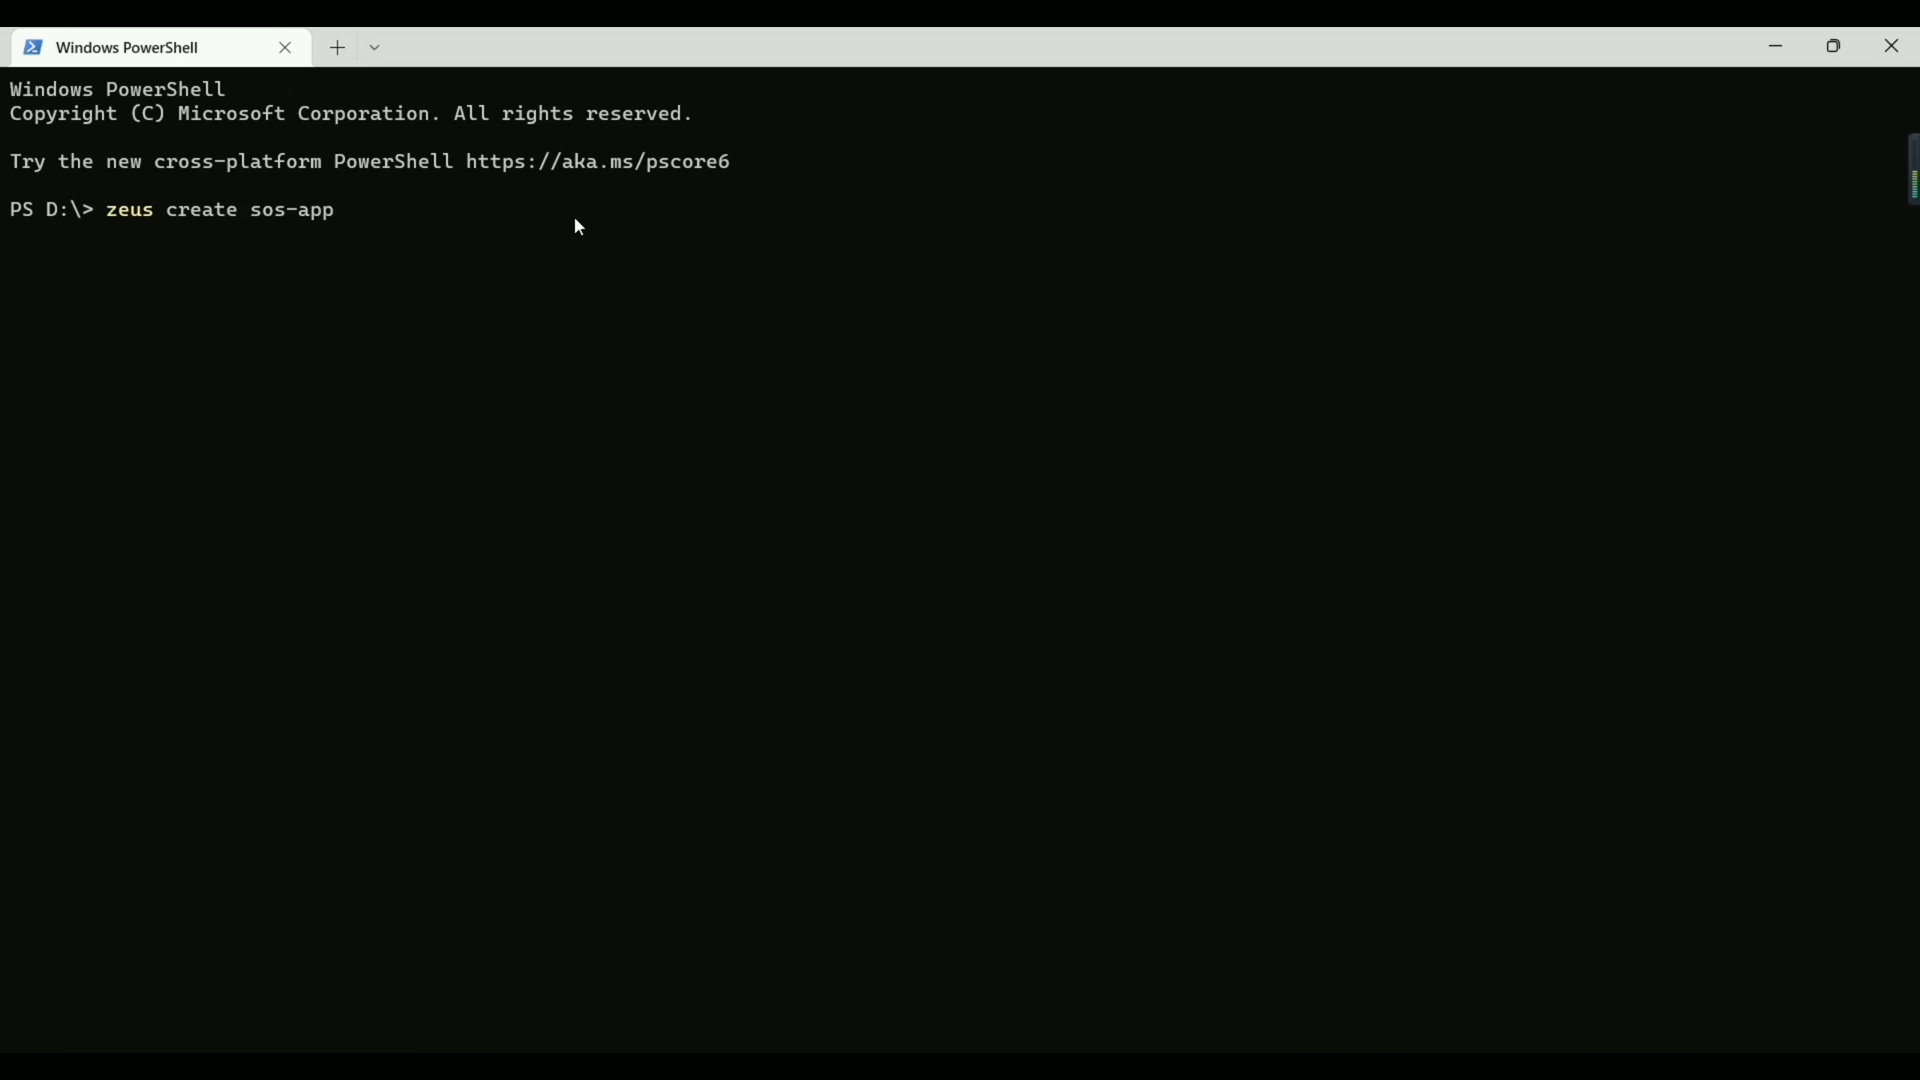 Windows PowerShell
Windows PowerShell
Copyright (C) Microsoft Corporation. All rights reserved.
Try the new cross-platform PowerShell https://aka.ms/pscore6
PS D:\> zeus create sos-app